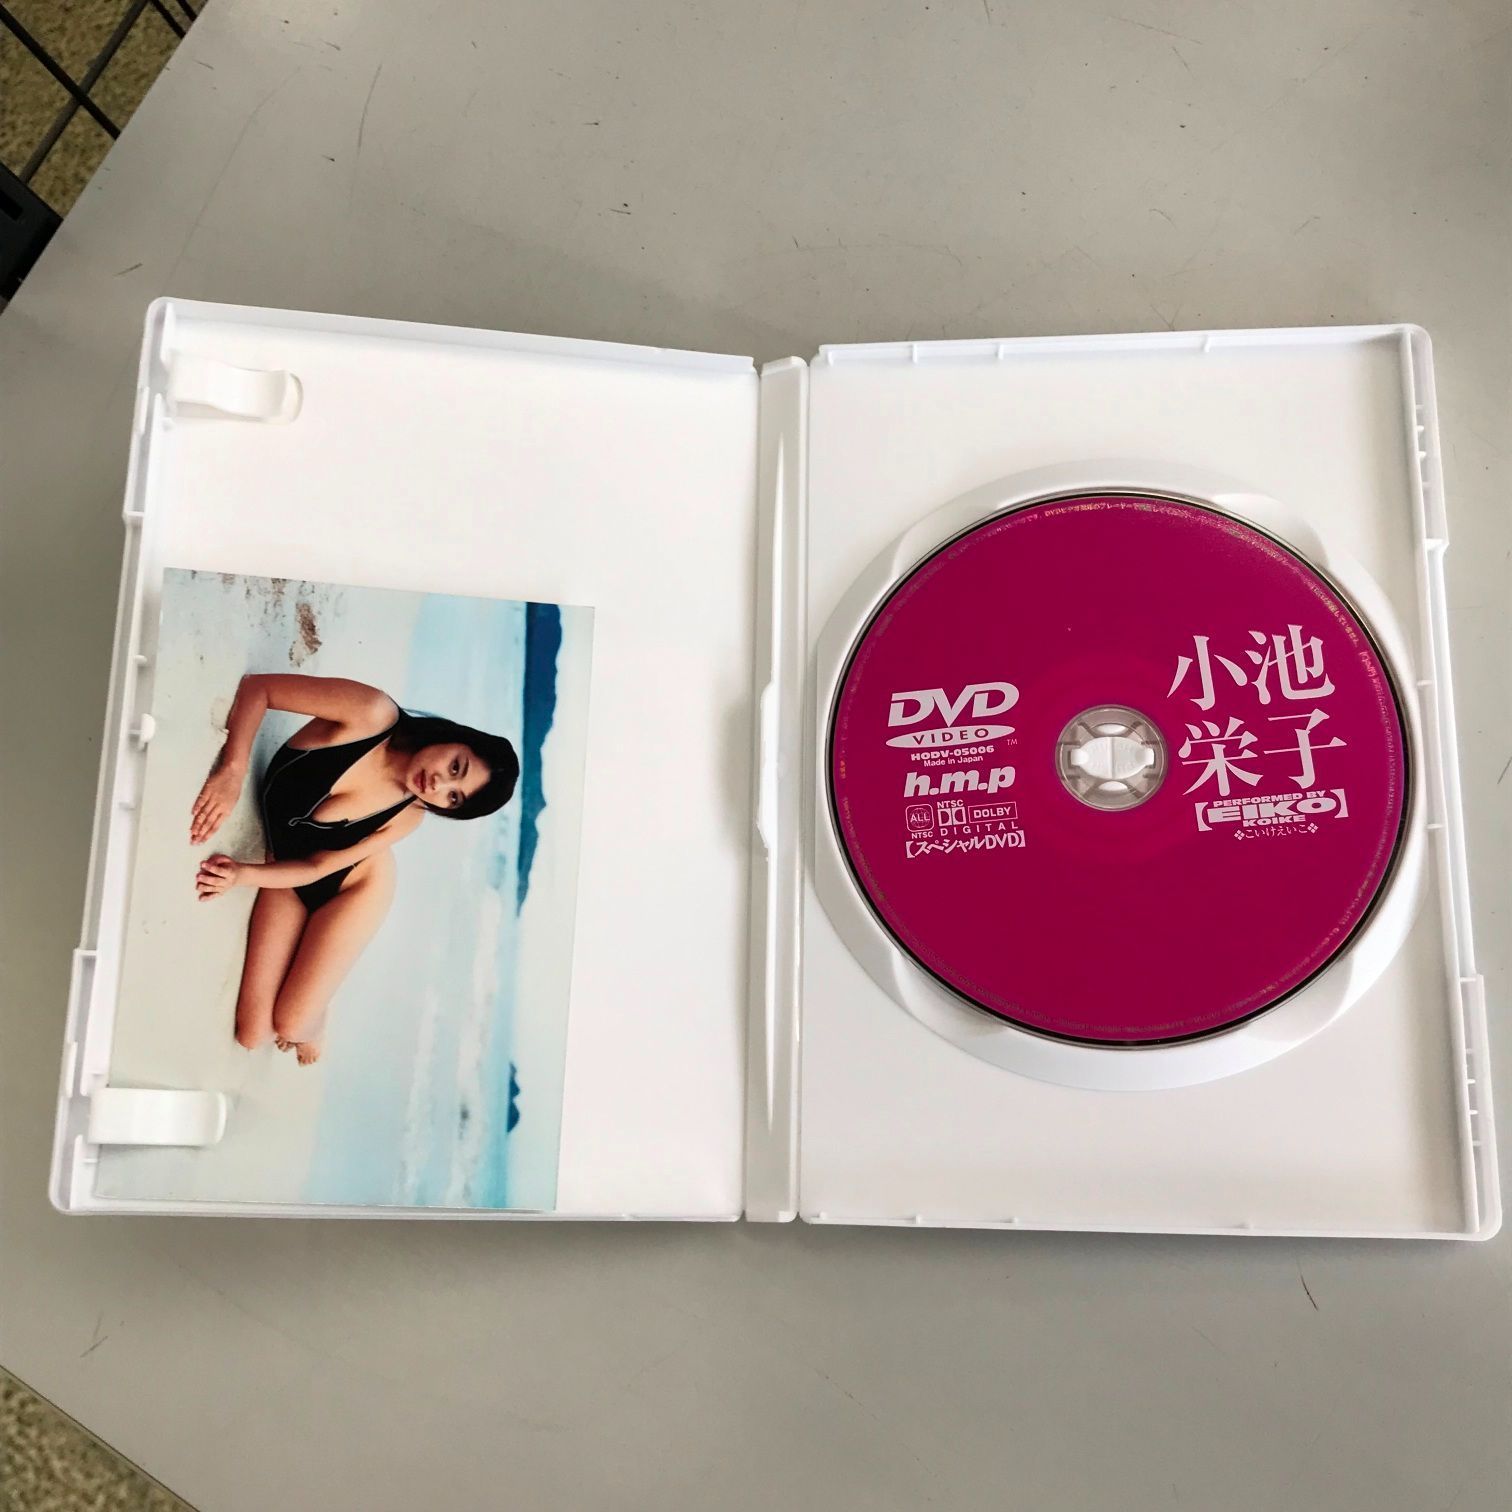 DVD
VIDEO
TM
HODV-05006
Made in Japan
h.m.p
ALL
NTSC
NTSC
DOLBY
DIGITAL
【スペシャルDVD】
小池
栄子
PERFORMED BY
【EIKO】
KOIKE
❖こいけえいこ❖